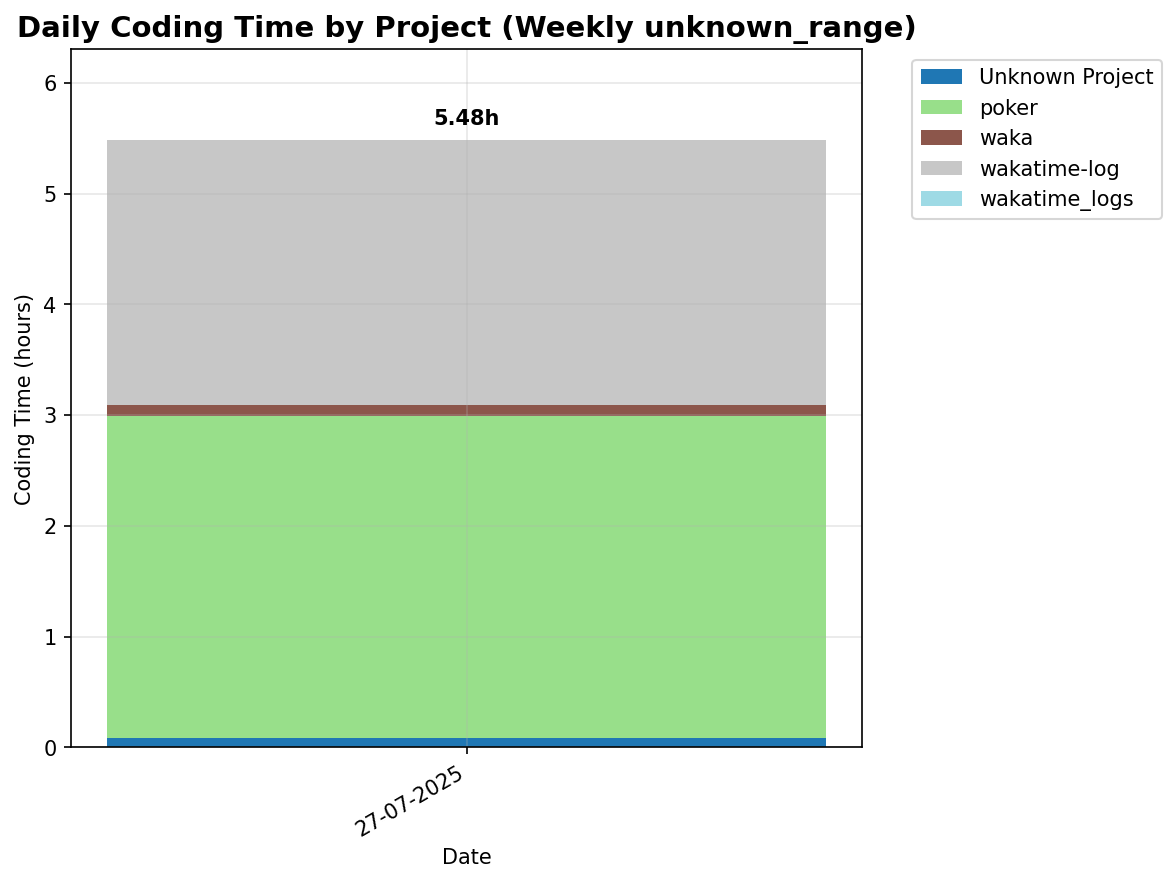 Daily Coding Time by Project (Weekly unknown_range)
Unknown Project
poker
waka
wakatime-log
wakatime_logs
5.48h
Coding Time (hours)
6
5
4
3
2
1
0
27-07-2025
Date